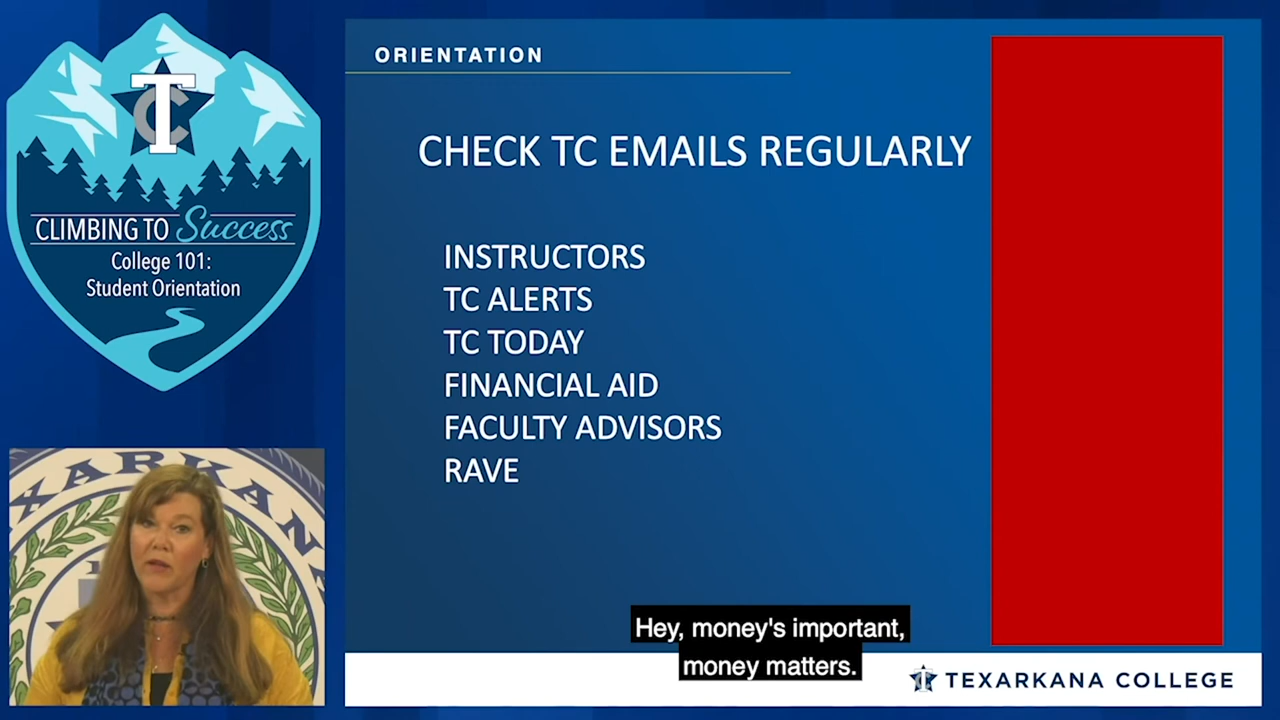 TC
CLIMBING TO Success
College 101:
Student Orientation
ORIENTATION
CHECK TC EMAILS REGULARLY
INSTRUCTORS
TC ALERTS
TC TODAY
FINANCIAL AID
FACULTY ADVISORS
RAVE
Hey, money's important,
money matters.
TEXARKANA COLLEGE